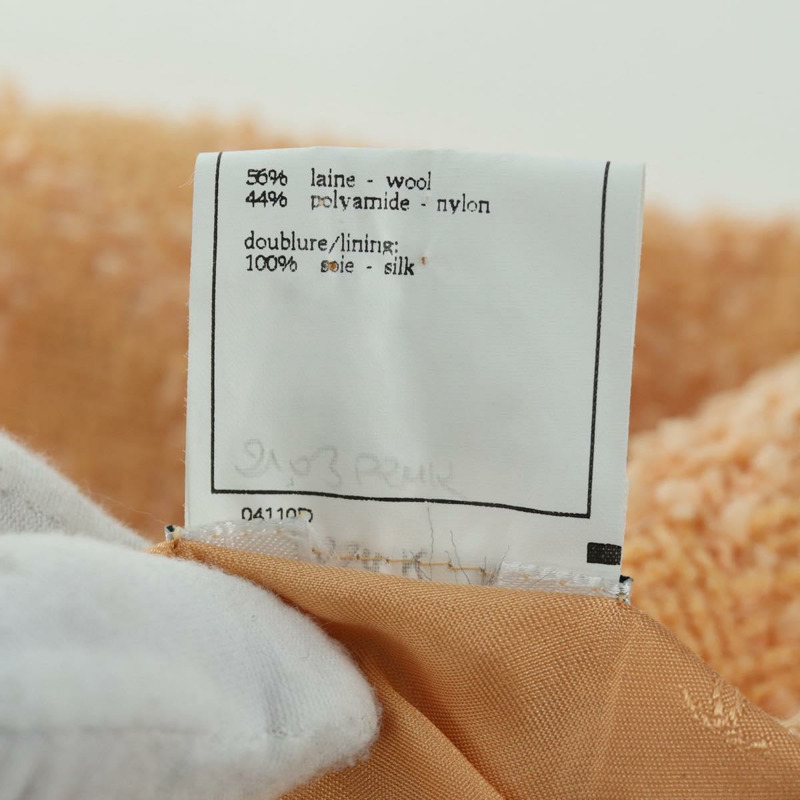 56% laine - wool
44% polyamide - nylon
doublure/lining:
100% soie - silk
04110D